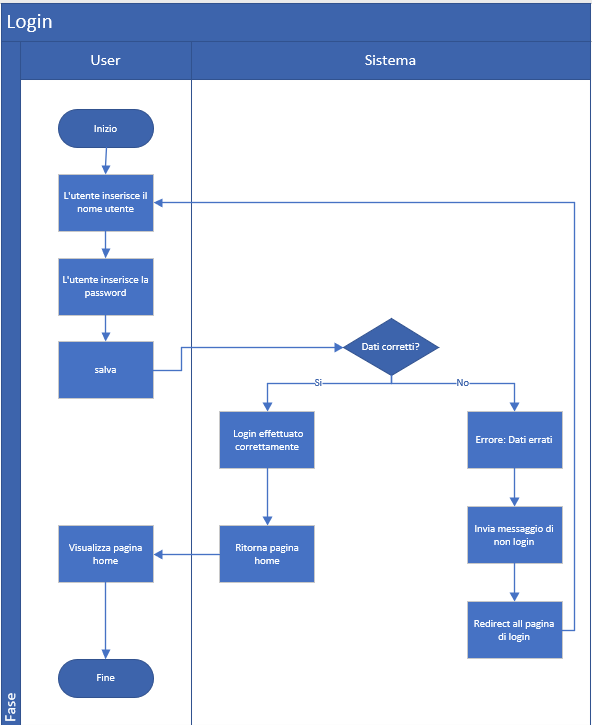 Login
User
Sistema
Inizio
L'utente inserisce il
nome utente
L'utente inserisce la
password
salva
Dati corretti?
Si
No
Login effettuato
correttamente
Errore: Dati errati
Invia messaggio di
non login
Visualizza pagina
home
Ritorna pagina
home
Redirect all pagina
di login
Fine
Fase